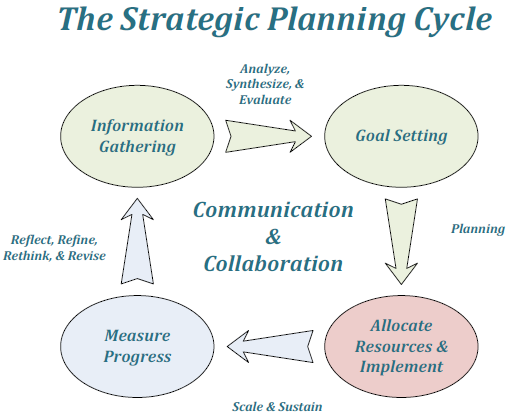 The Strategic Planning Cycle
Analyze,
Synthesize, &
Evaluate
Information
Gathering
Goal Setting
Communication
&
Collaboration
Planning
Reflect, Refine,
Rethink, & Revise
Allocate
Resources &
Implement
Measure
Progress
Scale & Sustain